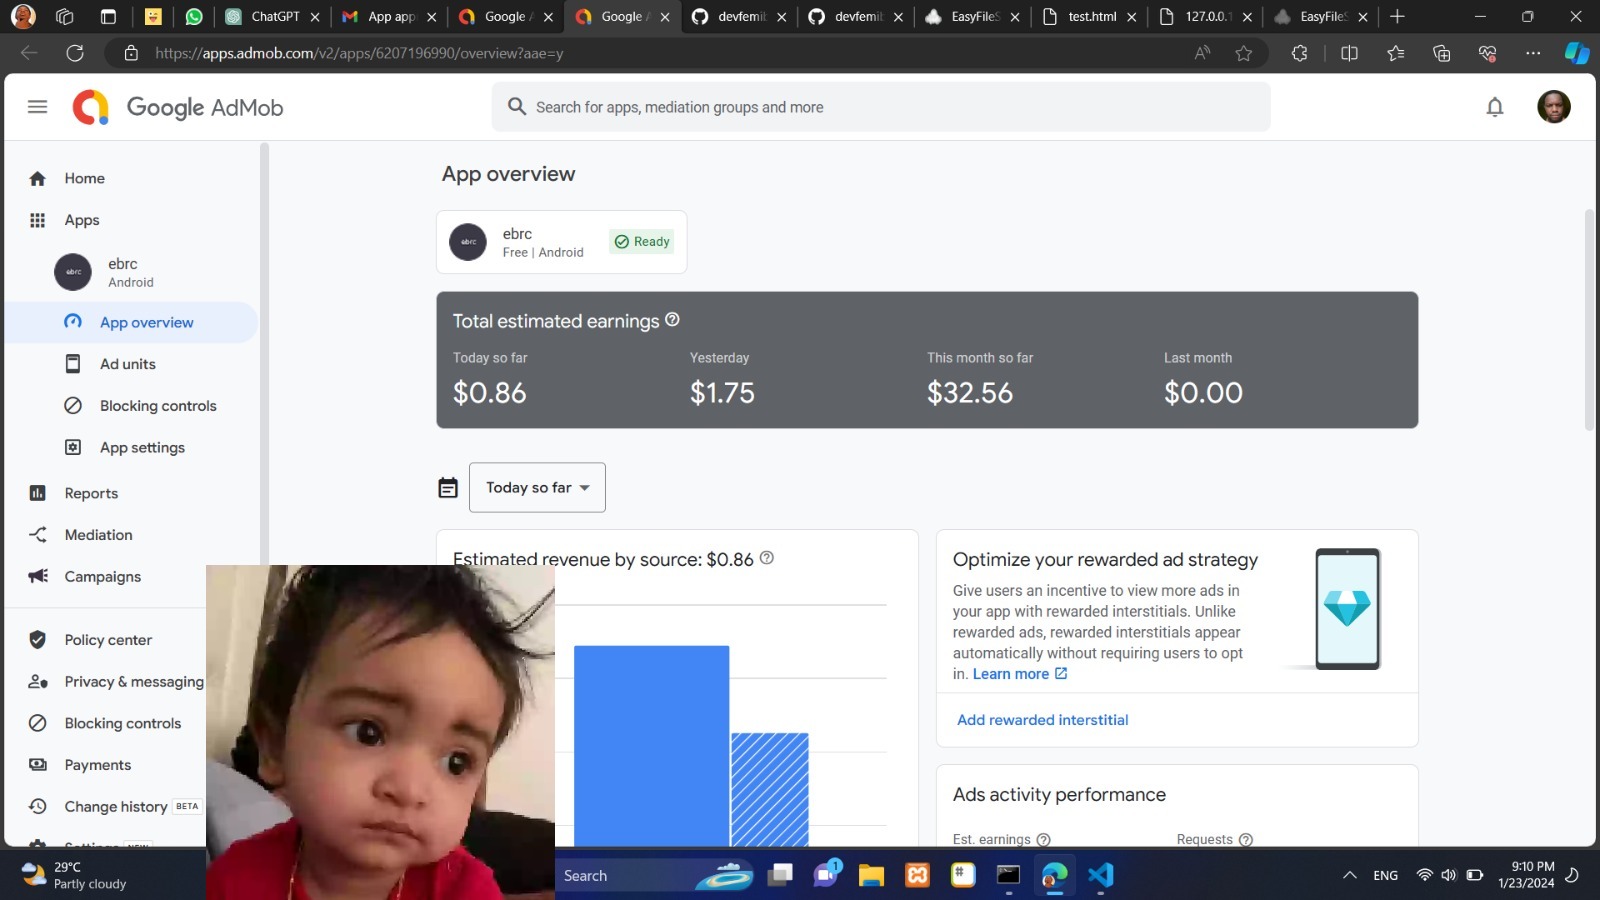 ChatGPT
App app
Google
Google
devfemi
devfemi
EasyFileS
test.html
127.0.0.1
EasyFileS
https://apps.admob.com/v2/apps/6207196990/overview?aae=y
Google AdMob
Search for apps, mediation groups and more
Home
Apps
ebrc
ebrc
Android
App overview
Ad units
Blocking controls
App settings
Reports
Mediation
Campaigns
Policy center
Privacy & messaging
Blocking controls
Payments
Change history BETA
Settings NEW
App overview
ebrc
ebrc
Free | Android
Ready
Total estimated earnings
Today so far
$0.86
Yesterday
$1.75
This month so far
$32.56
Last month
$0.00
Today so far
Estimated revenue by source: $0.86
Optimize your rewarded ad strategy
Give users an incentive to view more ads in
your app with rewarded interstitials. Unlike
rewarded ads, rewarded interstitials appear
automatically without requiring users to opt
in. Learn more
Add rewarded interstitial
Ads activity performance
Est. earnings
Requests
29°C
Partly cloudy
Search
1
ENG
9:10 PM
1/23/2024